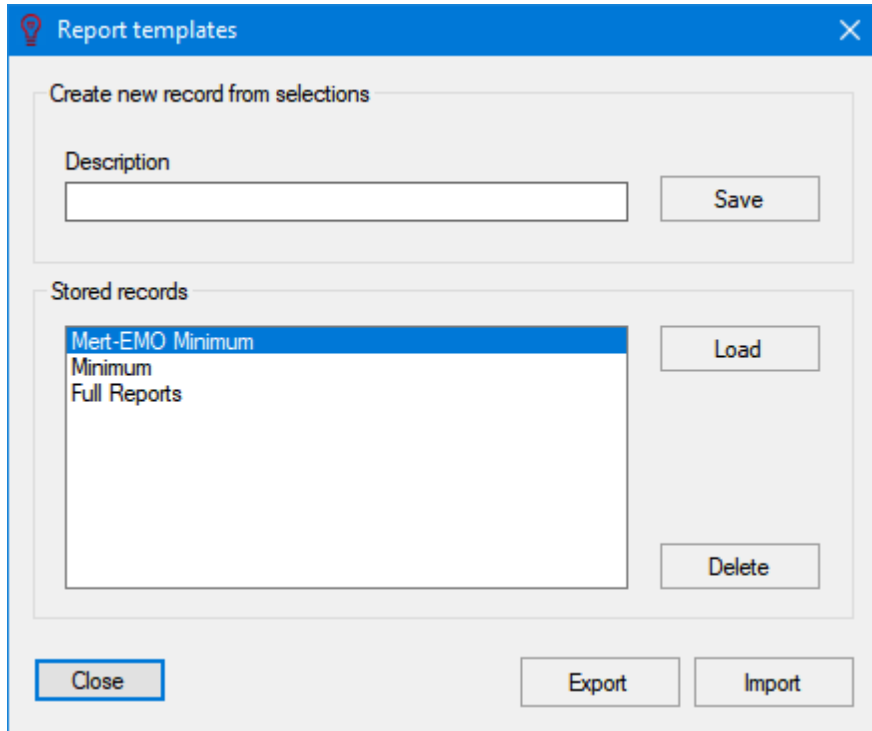 Report templates
Create new record from selections
Description
Save
Stored records
Mert-EMO Minimum
Minimum
Full Reports
Load
Delete
Close
Export
Import